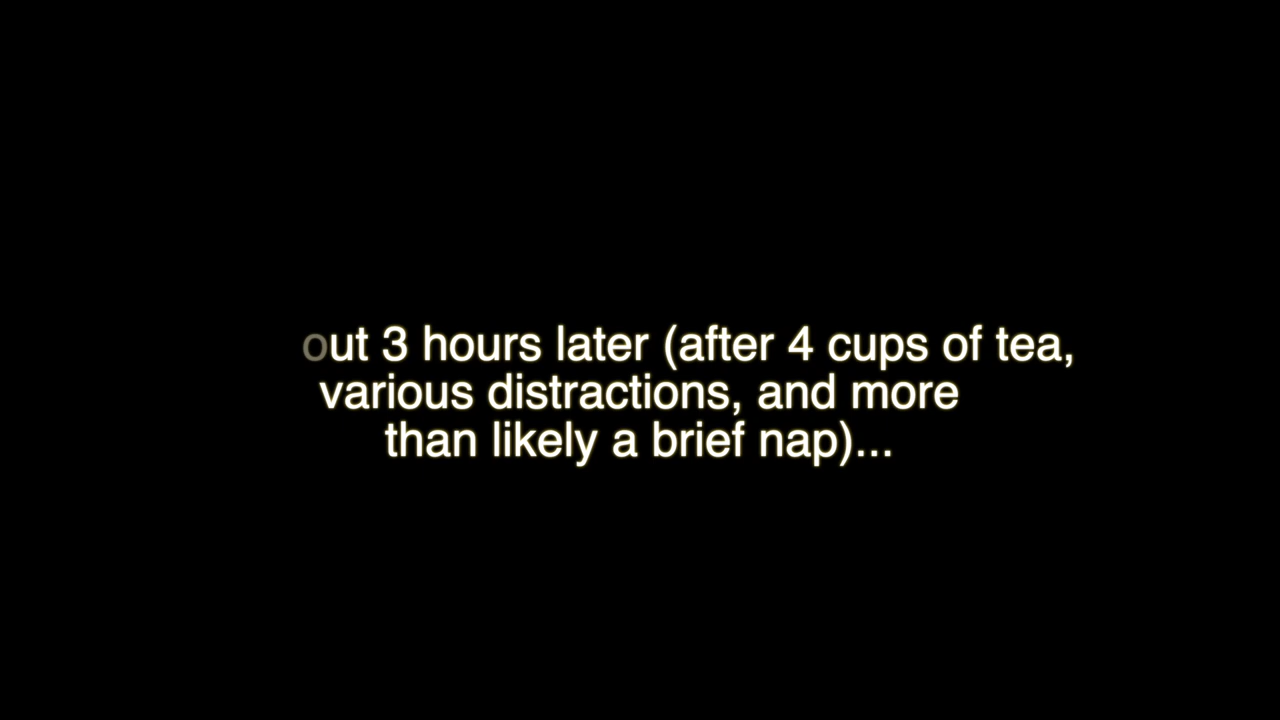 out 3 hours later (after 4 cups of tea,
various distractions, and more
than likely a brief nap)...